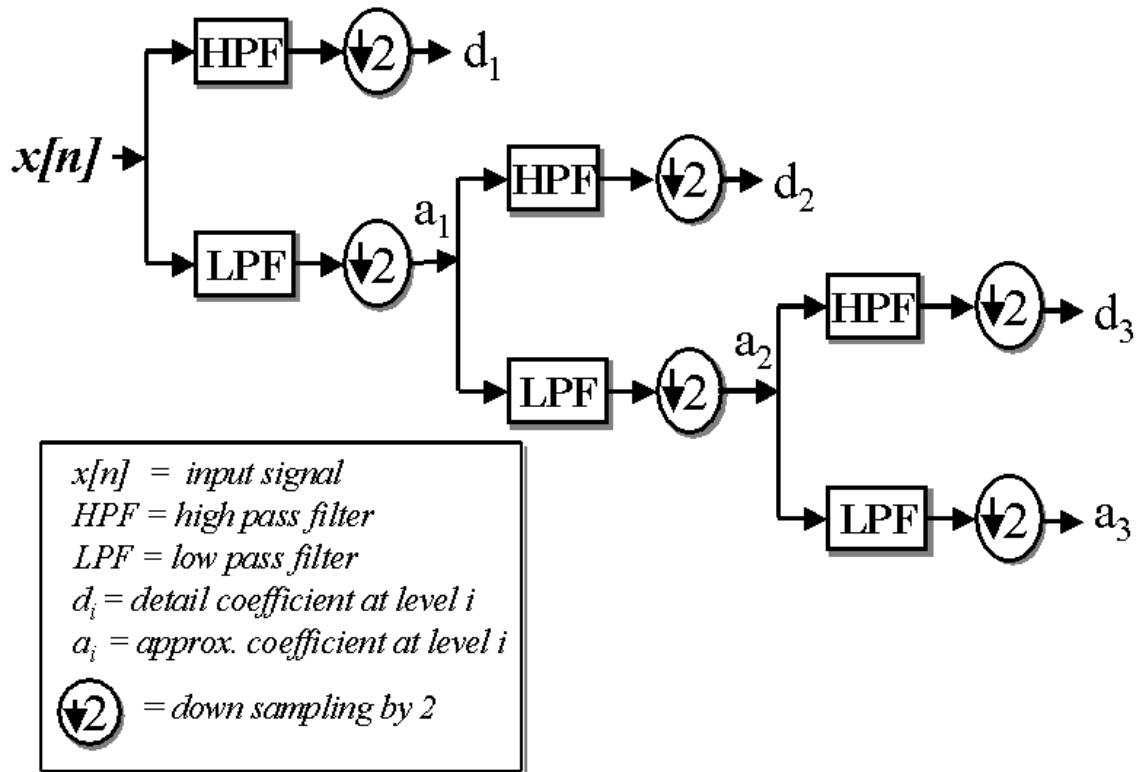 HPF
↓2
d₁
x[n]
LPF
↓2
a₁
HPF
↓2
d₂
LPF
↓2
a₂
HPF
↓2
d₃
LPF
↓2
a₃
x[n] = input signal
HPF = high pass filter
LPF = low pass filter
dᵢ = detail coefficient at level i
aᵢ = approx. coefficient at level i
↓2 = down sampling by 2